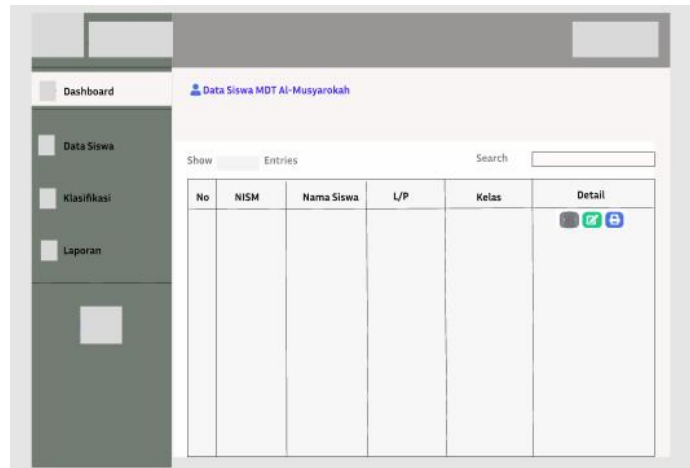 Dashboard
Data Siswa MDT Al-Musyarokah
Data Siswa
Show Entries Search
Klasifikasi
No NISM Nama Siswa L/P Kelas Detail
Laporan